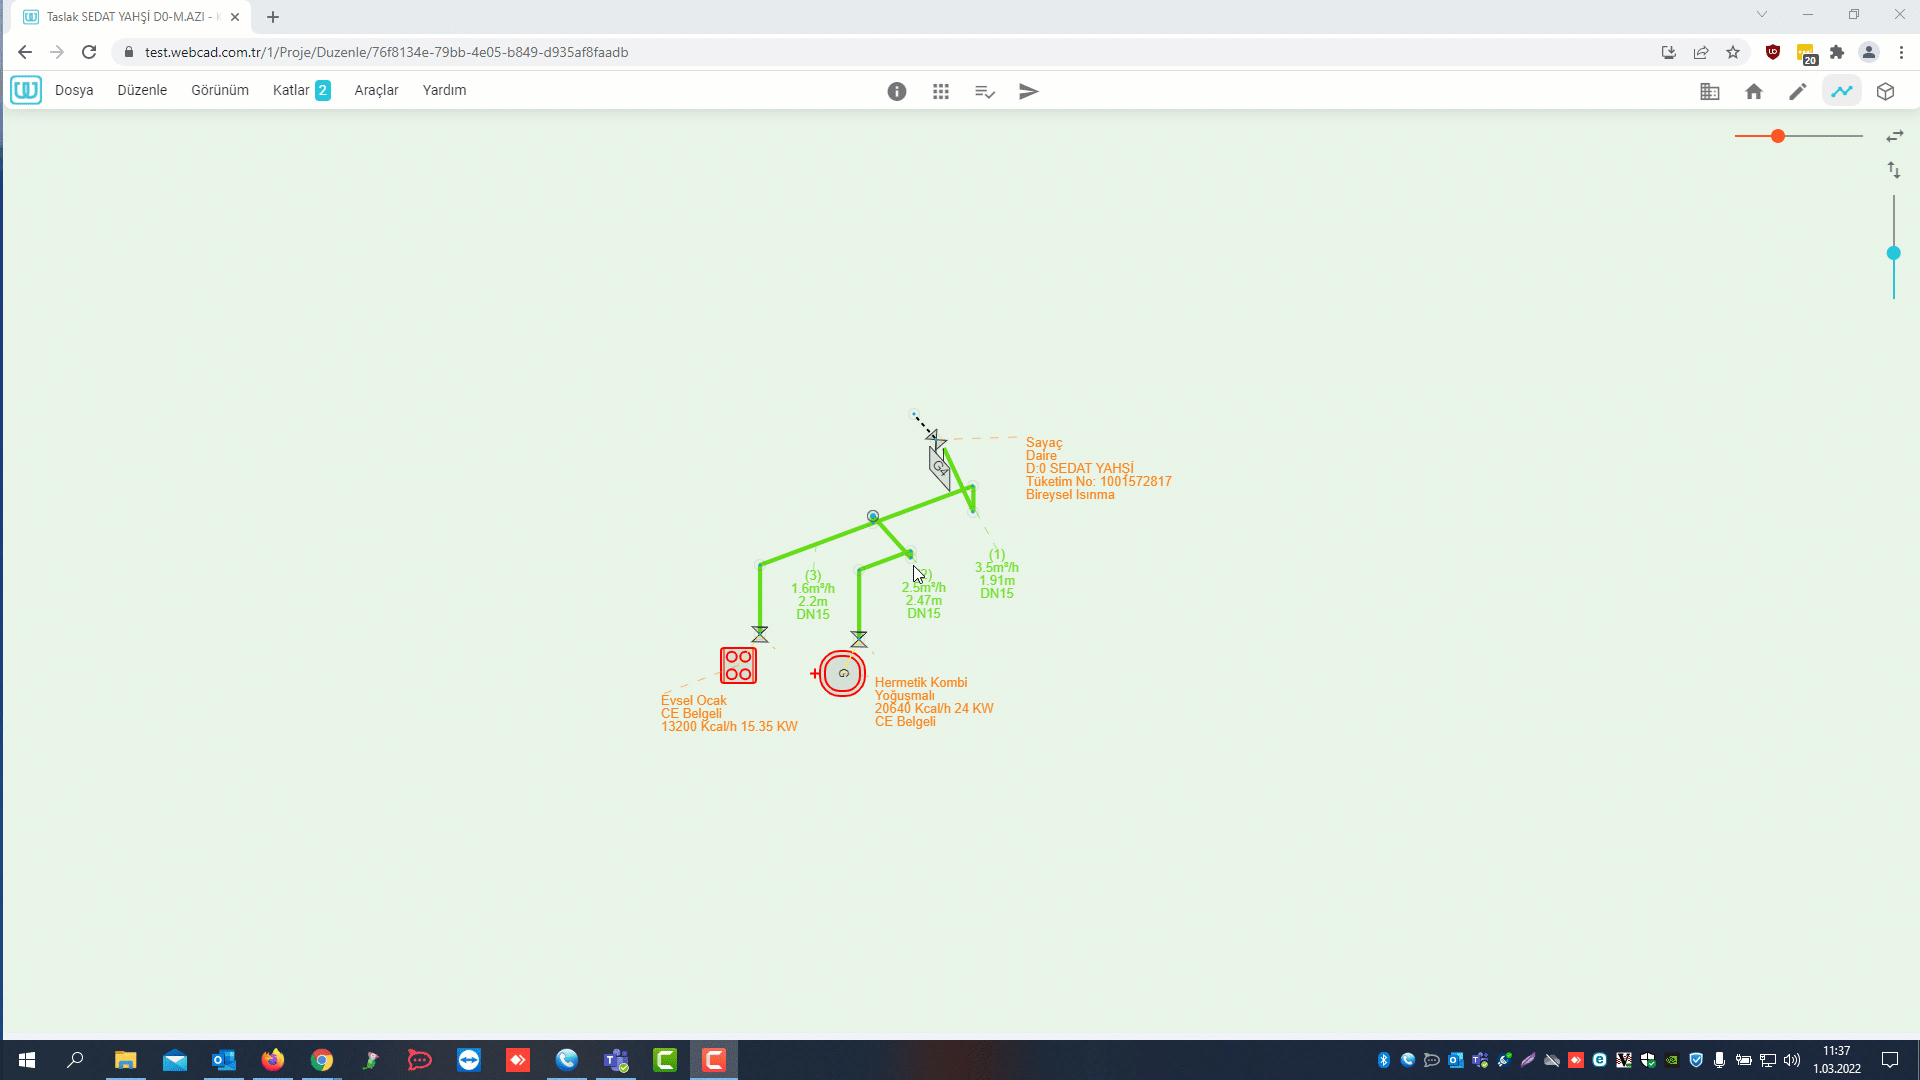 Taslak SEDAT YAHŞİ D0-M.AZI -
test.webcad.com.tr/1/Proje/Duzenle/76f8134e-79bb-4e05-b849-d935af8faadb
20
Dosya
Düzenle
Görünüm
Katlar 2
Araçlar
Yardım
G4
Sayaç
Daire
D:0 SEDAT YAHŞİ
Tüketim No: 1001572817
Bireysel Isınma
(1)
3.5m³/h
1.91m
DN15
2.5m³/h
2.47m
DN15
(3)
1.6m³/h
2.2m
DN15
G
Evsel Ocak
CE Belgeli
13200 Kcal/h 15.35 KW
Hermetik Kombi
Yoğuşmalı
20640 Kcal/h 24 KW
CE Belgeli
11:37
1.03.2022